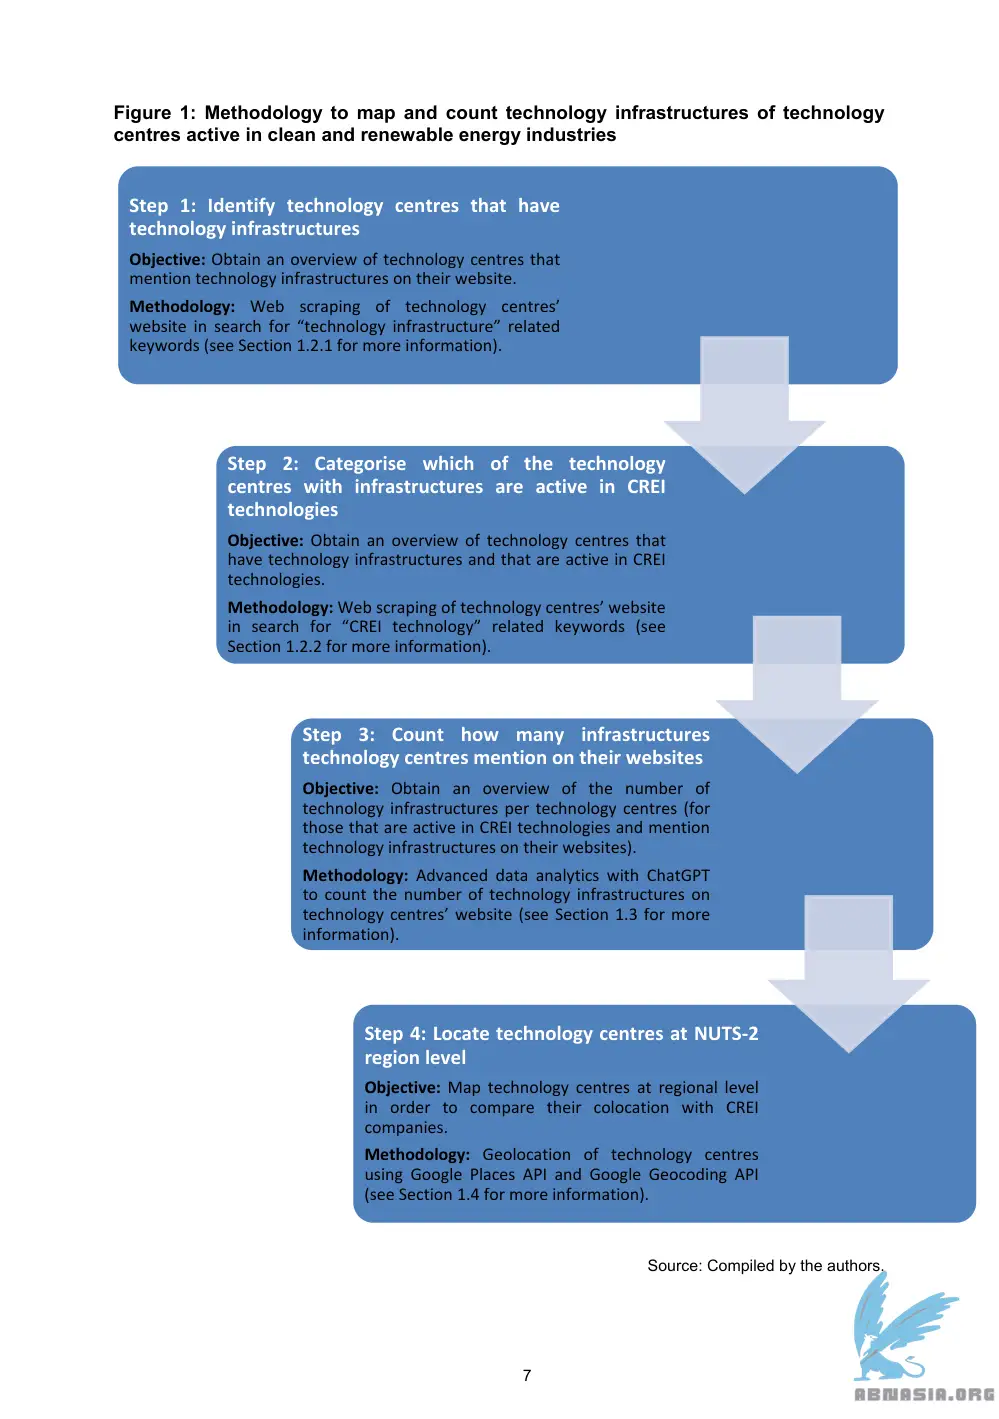 Figure 1: Methodology to map and count technology infrastructures of technology
centres active in clean and renewable energy industries
Step 1: Identify technology centres that have
technology infrastructures
Objective: Obtain an overview of technology centres that
mention technology infrastructures on their website.
Methodology: Web scraping of technology centres’
website in search for “technology infrastructure” related
keywords (see Section 1.2.1 for more information).
Step 2: Categorise which of the technology
centres with infrastructures are active in CREI
technologies
Objective: Obtain an overview of technology centres that
have technology infrastructures and that are active in CREI
technologies.
Methodology: Web scraping of technology centres’ website
in search for “CREI technology” related keywords (see
Section 1.2.2 for more information).
Step 3: Count how many infrastructures
technology centres mention on their websites
Objective: Obtain an overview of the number of
technology infrastructures per technology centres (for
those that are active in CREI technologies and mention
technology infrastructures on their websites).
Methodology: Advanced data analytics with ChatGPT
to count the number of technology infrastructures on
technology centres’ website (see Section 1.3 for more
information).
Step 4: Locate technology centres at NUTS-2
region level
Objective: Map technology centres at regional level
in order to compare their colocation with CREI
companies.
Methodology: Geolocation of technology centres
using Google Places API and Google Geocoding API
(see Section 1.4 for more information).
Source: Compiled by the authors.
7
ABNASIA.ORG